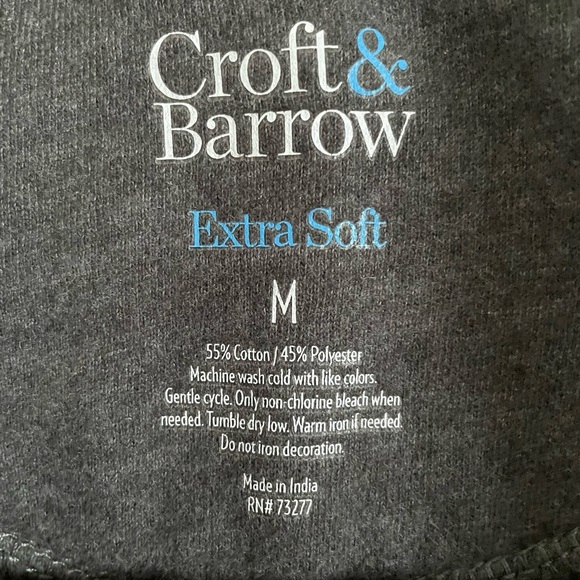 Croft&
Barrow
Extra Soft
M
55% Cotton / 45% Polyester
Machine wash cold with like colors.
Gentle cycle. Only non-chlorine bleach when
needed. Tumble dry low. Warm iron if needed.
Do not iron decoration.
Made in India
RN# 73277